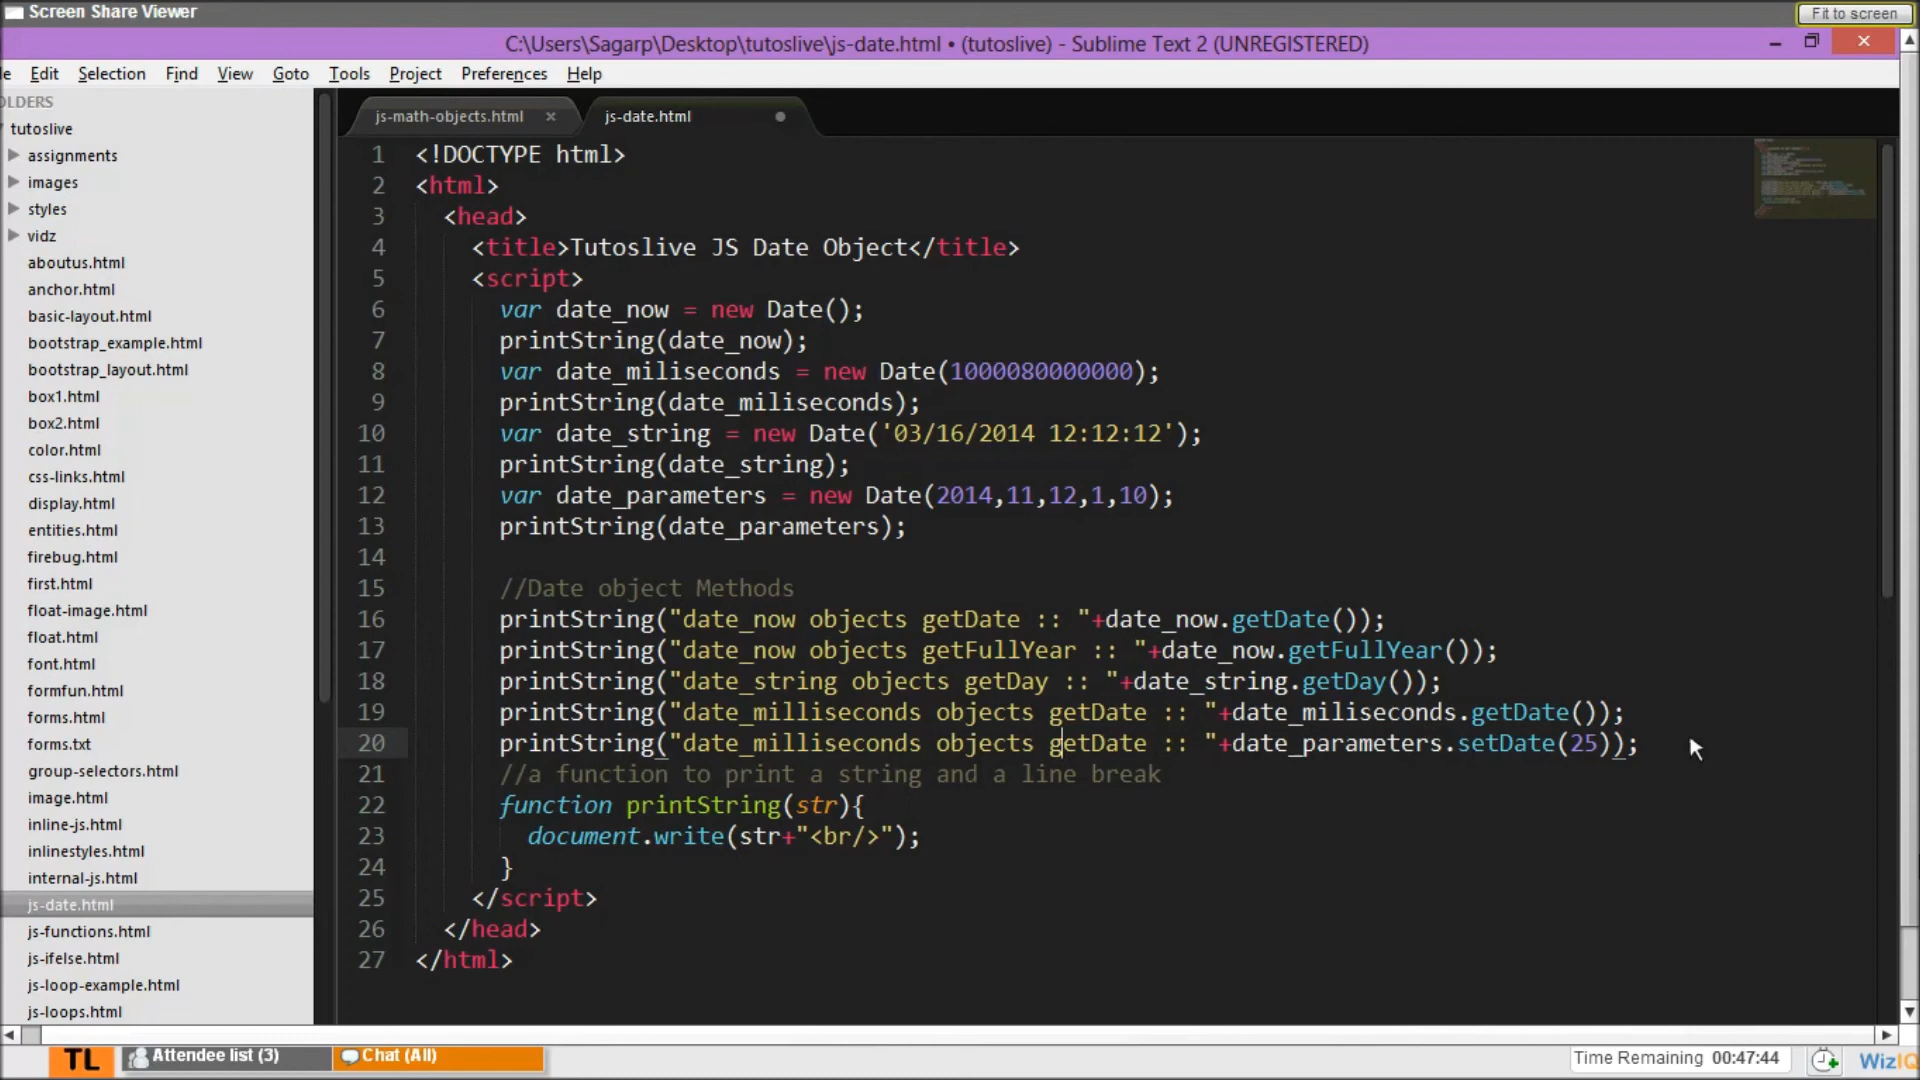 Screen Share Viewer
Fit to screen
C:\Users\Sagarp\Desktop\tutoslive\js-date.html • (tutoslive) - Sublime Text 2 (UNREGISTERED)
le Edit Selection Find View Goto Tools Project Preferences Help
OLDERS
tutoslive
assignments
images
styles
vidz
aboutus.html
anchor.html
basic-layout.html
bootstrap_example.html
bootstrap_layout.html
box1.html
box2.html
color.html
css-links.html
display.html
entities.html
firebug.html
first.html
float-image.html
float.html
font.html
formfun.html
forms.html
forms.txt
group-selectors.html
image.html
inline-js.html
inlinestyles.html
internal-js.html
js-date.html
js-functions.html
js-ifelse.html
js-loop-example.html
js-loops.html
js-math-objects.html × js-date.html
1 <!DOCTYPE html>
2 <html>
3 <head>
4 <title>Tutoslive JS Date Object</title>
5 <script>
6 var date_now = new Date();
7 printString(date_now);
8 var date_miliseconds = new Date(1000080000000);
9 printString(date_miliseconds);
10 var date_string = new Date('03/16/2014 12:12:12');
11 printString(date_string);
12 var date_parameters = new Date(2014,11,12,1,10);
13 printString(date_parameters);
14
15 //Date object Methods
16 printString("date_now objects getDate :: "+date_now.getDate());
17 printString("date_now objects getFullYear :: "+date_now.getFullYear());
18 printString("date_string objects getDay :: "+date_string.getDay());
19 printString("date_milliseconds objects getDate :: "+date_miliseconds.getDate());
20 printString("date_milliseconds objects getDate :: "+date_parameters.setDate(25));
21 //a function to print a string and a line break
22 function printString(str){
23 document.write(str+"<br/>");
24 }
25 </script>
26 </head>
27 </html>
TL Attendee list (3) Chat (All)
Time Remaining 00:47:44
WizIQ